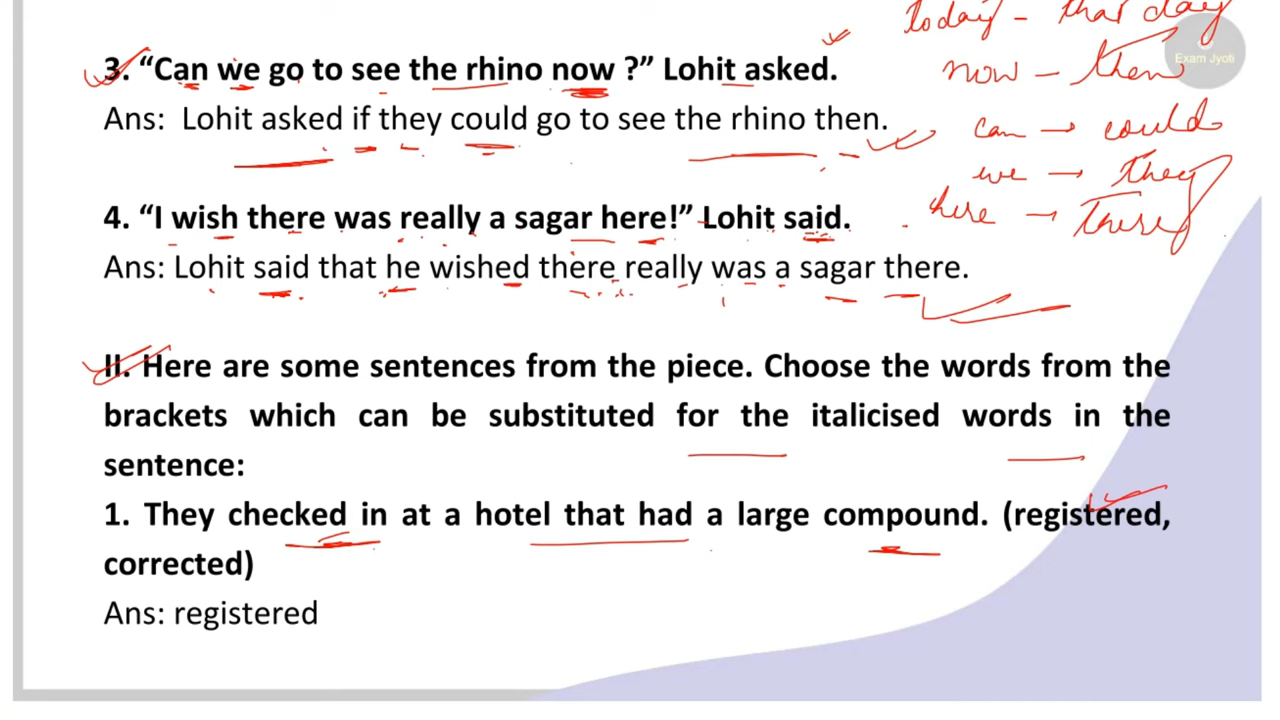 today - that day
Exam Jyoti
3. “Can we go to see the rhino now ?” Lohit asked.
now - then
Ans: Lohit asked if they could go to see the rhino then.
can → could
we → they
4. “I wish there was really a sagar here!” Lohit said.
here → there
Ans: Lohit said that he wished there really was a sagar there.
II. Here are some sentences from the piece. Choose the words from the
brackets which can be substituted for the italicised words in the
sentence:
1. They checked in at a hotel that had a large compound. (registered,
corrected)
Ans: registered